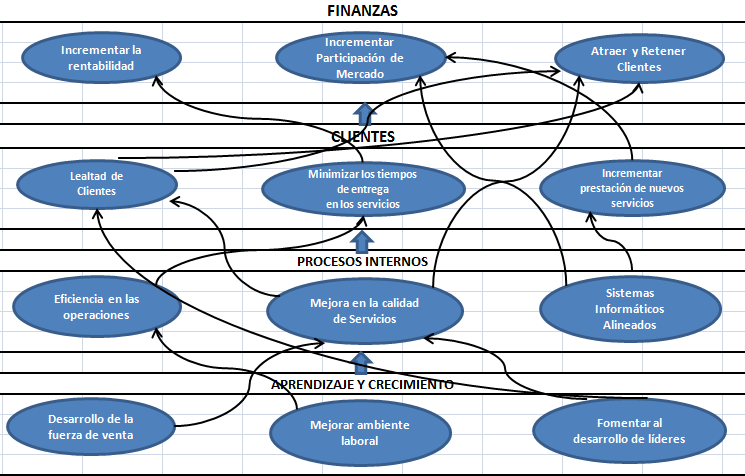 FINANZAS
Incrementar la
rentabilidad
Incrementar
Participación de
Mercado
Atraer y Retener
Clientes
CLIENTES
Lealtad de
Clientes
Minimizar los tiempos
de entrega
en los servicios
Incrementar
prestación de nuevos
servicios
PROCESOS INTERNOS
Eficiencia en las
operaciones
Mejora en la calidad
de Servicios
Sistemas
Informáticos
Alineados
APRENDIZAJE Y CRECIMIENTO
Desarrollo de la
fuerza de venta
Mejorar ambiente
laboral
Fomentar al
desarrollo de líderes